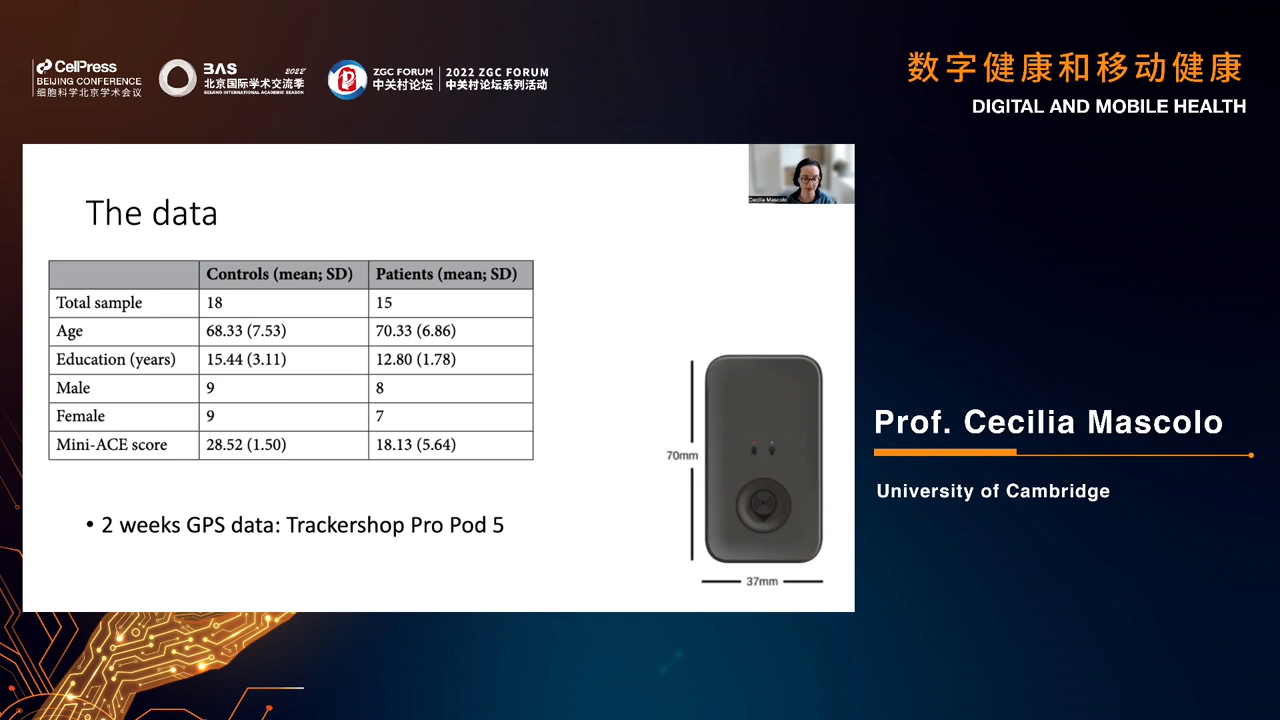 CellPress
BEIJING CONFERENCE
细胞科学北京学术会议
BAS 2022
北京国际学术交流季
BEIJING INTERNATIONAL ACADEMIC SEASON
ZGC FORUM
中关村论坛
2022 ZGC FORUM
中关村论坛系列活动
数字健康和移动健康
DIGITAL AND MOBILE HEALTH
Cecilia Mascolo
The data
Controls (mean; SD) Patients (mean; SD)
Total sample 18 15
Age 68.33 (7.53) 70.33 (6.86)
Education (years) 15.44 (3.11) 12.80 (1.78)
Male 9 8
Female 9 7
Mini-ACE score 28.52 (1.50) 18.13 (5.64)
• 2 weeks GPS data: Trackershop Pro Pod 5
70mm
37mm
Prof. Cecilia Mascolo
University of Cambridge